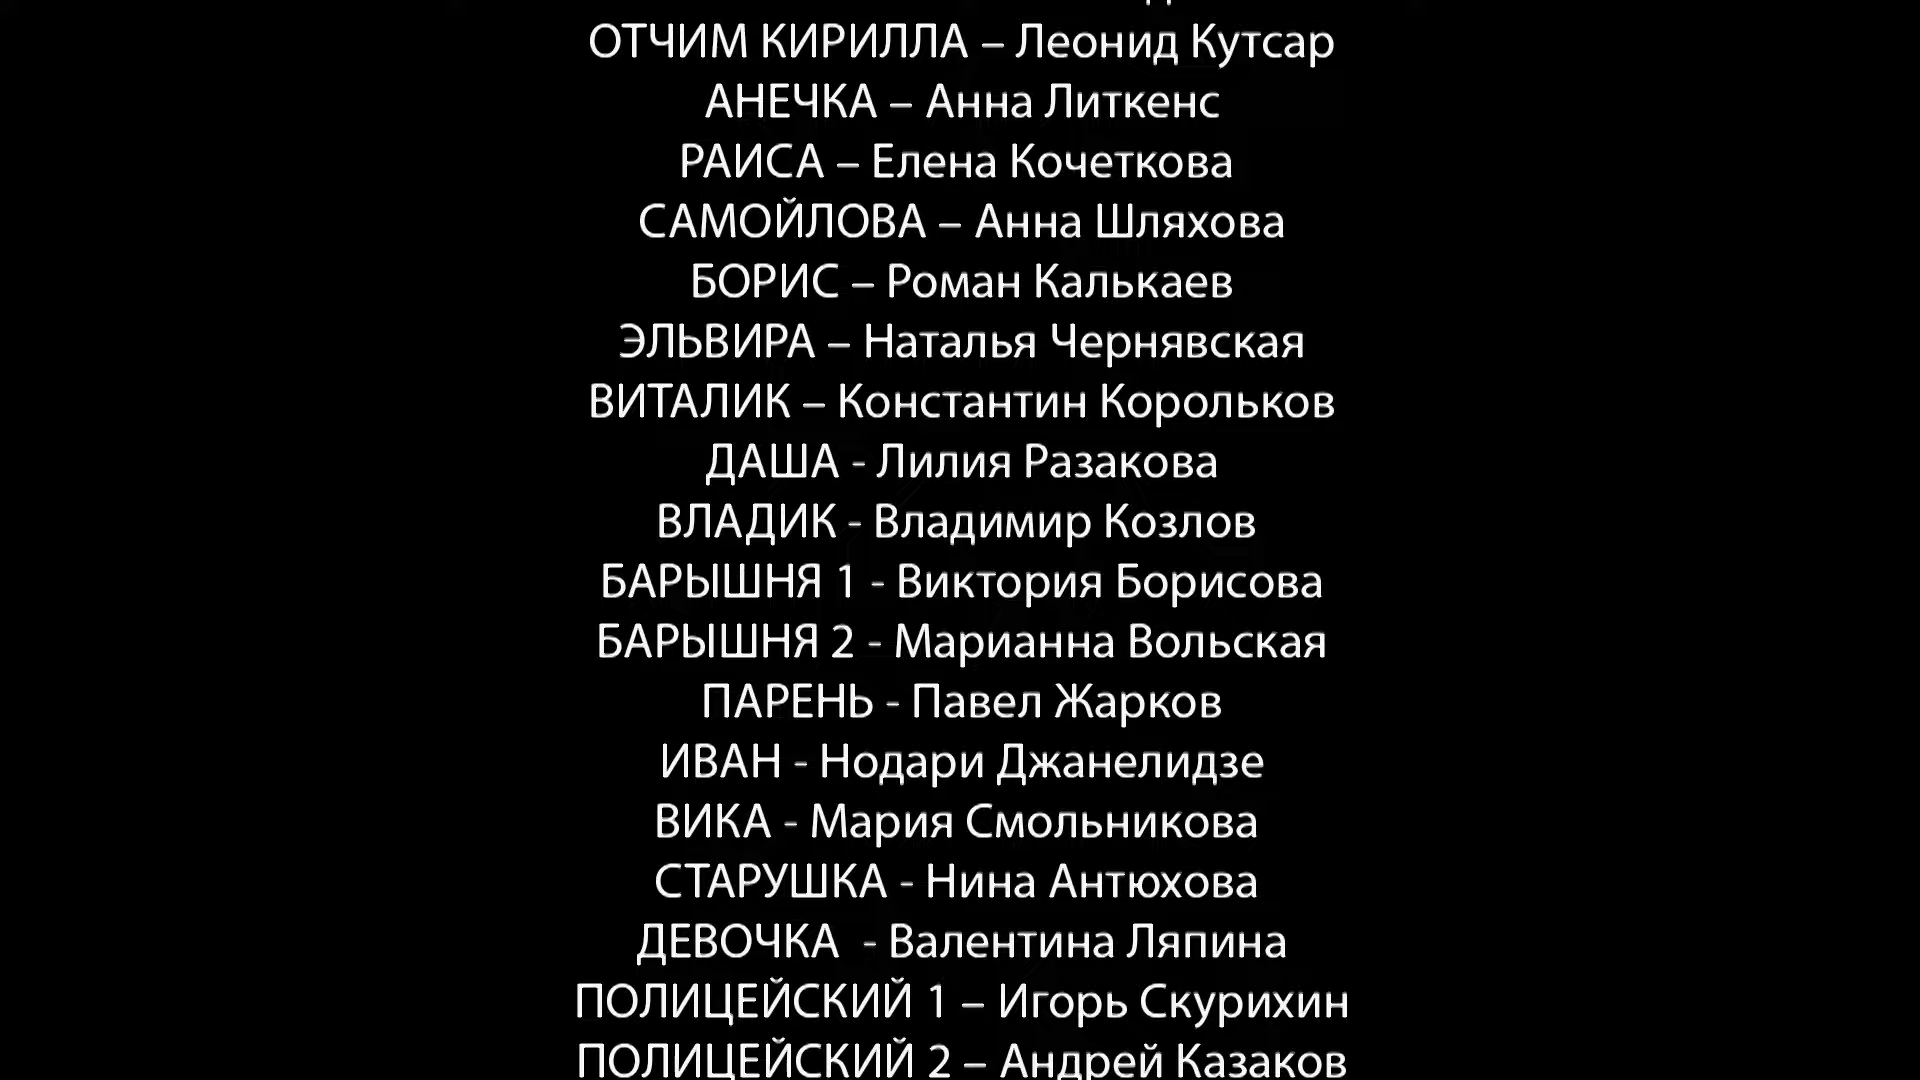 ОТЧИМ КИРИЛЛА – Леонид Кутсар
АНЕЧКА – Анна Литкенс
РАИСА – Елена Кочеткова
САМОЙЛОВА – Анна Шляхова
БОРИС – Роман Калькаев
ЭЛЬВИРА – Наталья Чернявская
ВИТАЛИК – Константин Корольков
ДАША - Лилия Разакова
ВЛАДИК - Владимир Козлов
БАРЫШНЯ 1 - Виктория Борисова
БАРЫШНЯ 2 - Марианна Вольская
ПАРЕНЬ - Павел Жарков
ИВАН - Нодари Джанелидзе
ВИКА - Мария Смольникова
СТАРУШКА - Нина Антюхова
ДЕВОЧКА  - Валентина Ляпина
ПОЛИЦЕЙСКИЙ 1 – Игорь Скурихин
ПОЛИЦЕЙСКИЙ 2 – Андрей Казаков